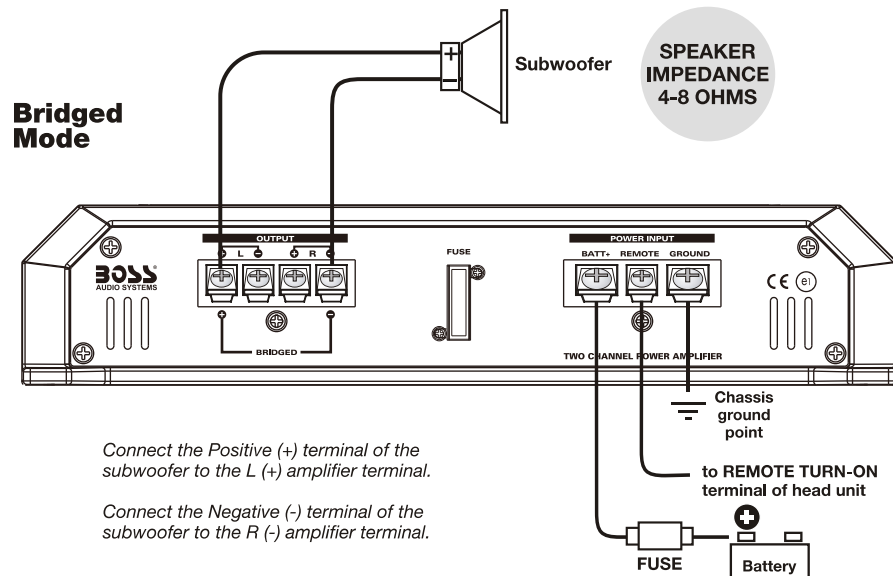 Bridged
Mode
+
−
Subwoofer
SPEAKER
IMPEDANCE
4-8 OHMS
OUTPUT
+ L − + R −
BOSS
AUDIO SYSTEMS
+ −
BRIDGED
FUSE
POWER INPUT
BATT+ REMOTE GROUND
CE e1
TWO CHANNEL POWER AMPLIFIER
Chassis
ground
point
Connect the Positive (+) terminal of the
subwoofer to the L (+) amplifier terminal.
Connect the Negative (-) terminal of the
subwoofer to the R (-) amplifier terminal.
to REMOTE TURN-ON
terminal of head unit
+
FUSE
Battery